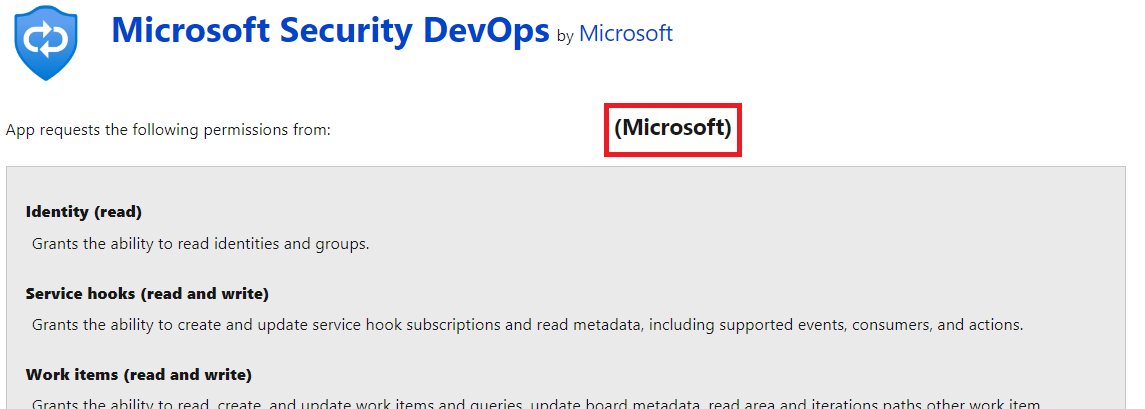 Microsoft Security DevOps by Microsoft
App requests the following permissions from: (Microsoft)
Identity (read)
Grants the ability to read identities and groups.
Service hooks (read and write)
Grants the ability to create and update service hook subscriptions and read metadata, including supported events, consumers, and actions.
Work items (read and write)
Grants the ability to read, create, and update work items and queries, update board metadata, read area and iterations paths other work item